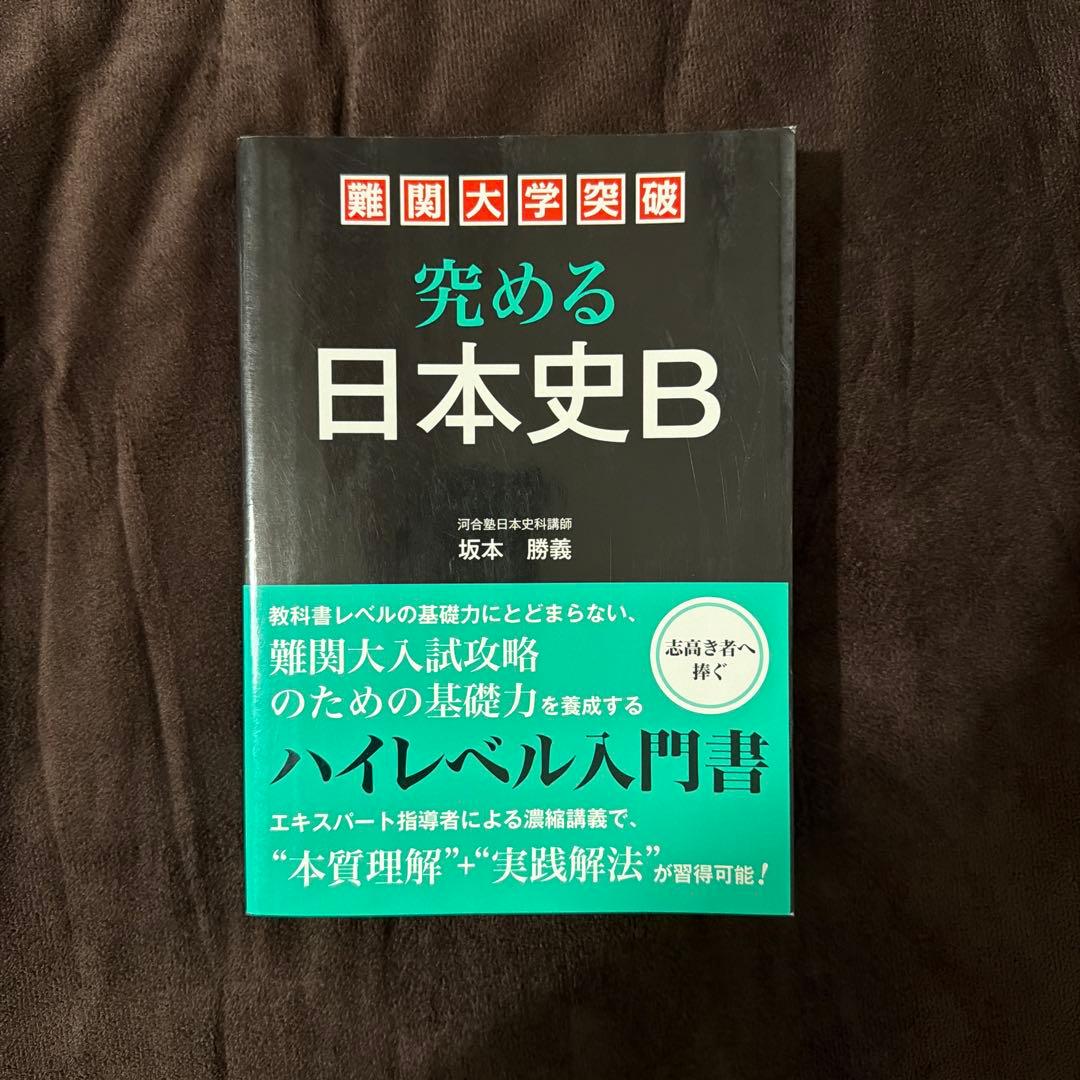 難関大学突破
究める
日本史B
河合塾日本史科講師
坂本 勝義
教科書レベルの基礎力にとどまらない、
難関大入試攻略
のための基礎力を養成する
志高き者へ
捧ぐ
ハイレベル入門書
エキスパート指導者による濃縮講義で、
“本質理解”+“実践解法”が習得可能!